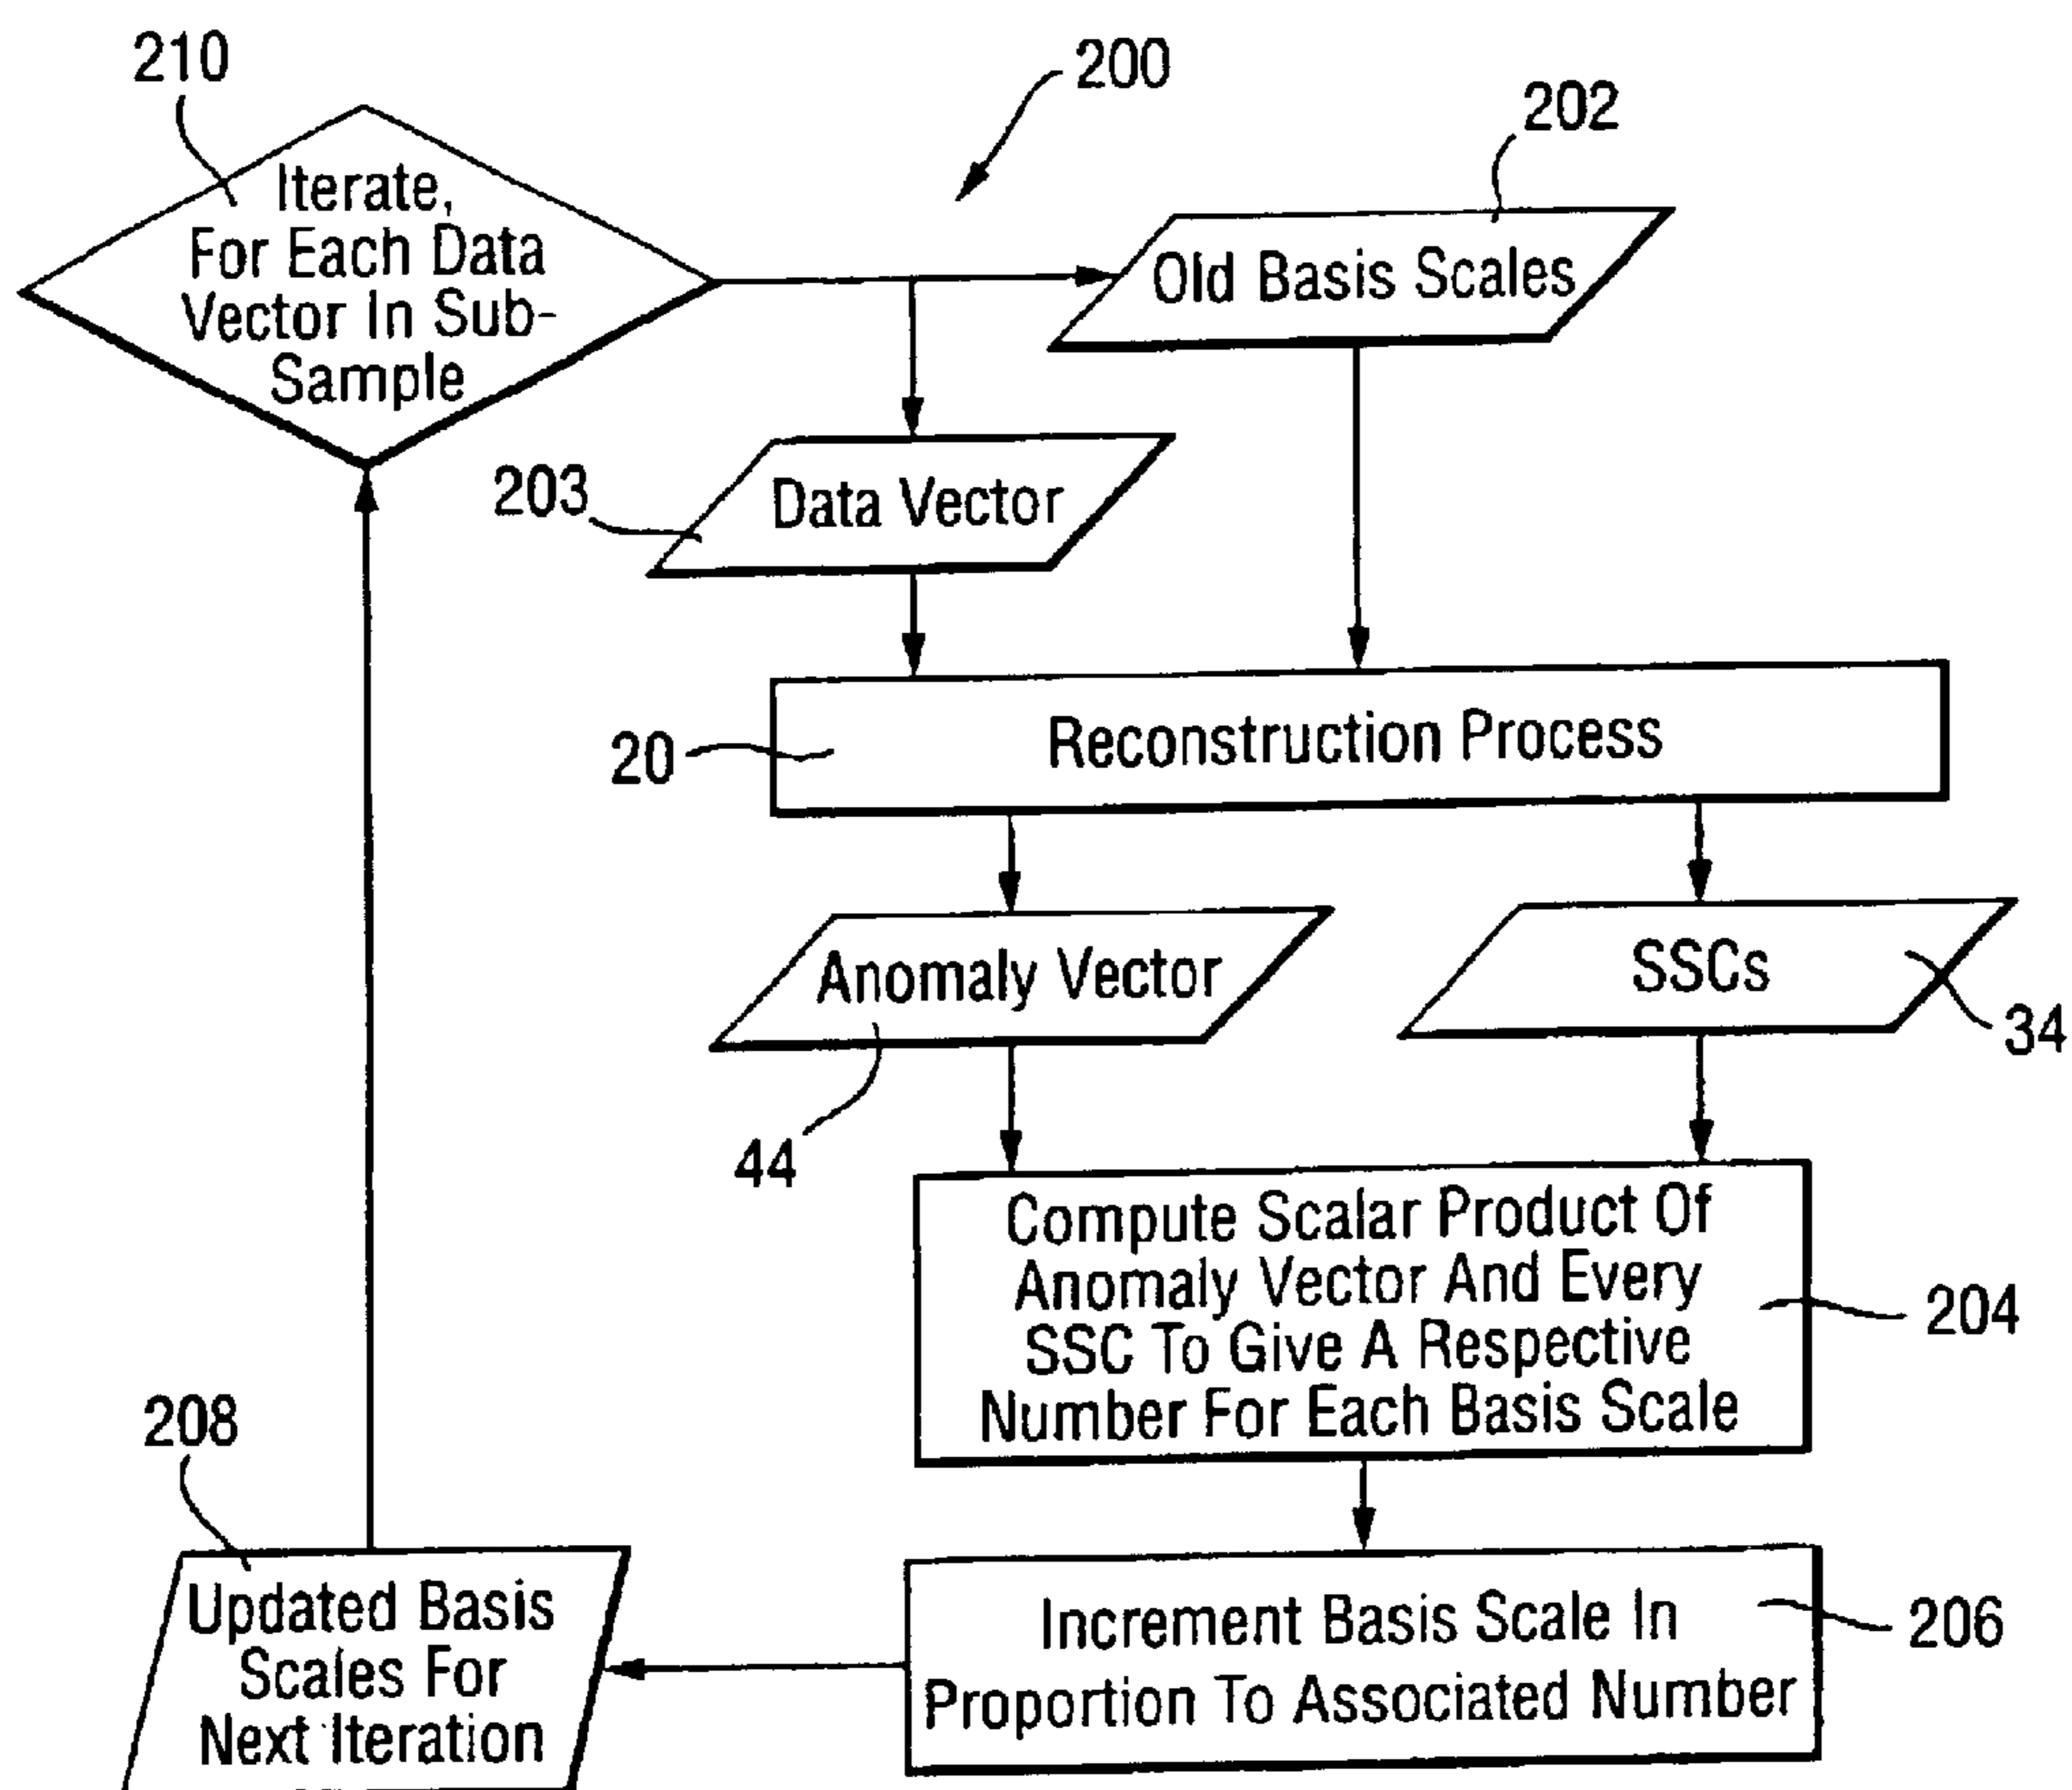 210
200
202
Iterate,
For Each Data
Vector In Sub-
Sample
Old Basis Scales
203
Data Vector
20
Reconstruction Process
Anomaly Vector
SSCs
34
44
Compute Scalar Product Of
Anomaly Vector And Every
SSC To Give A Respective
Number For Each Basis Scale
204
208
Updated Basis
Scales For
Next Iteration
Increment Basis Scale In
Proportion To Associated Number
206